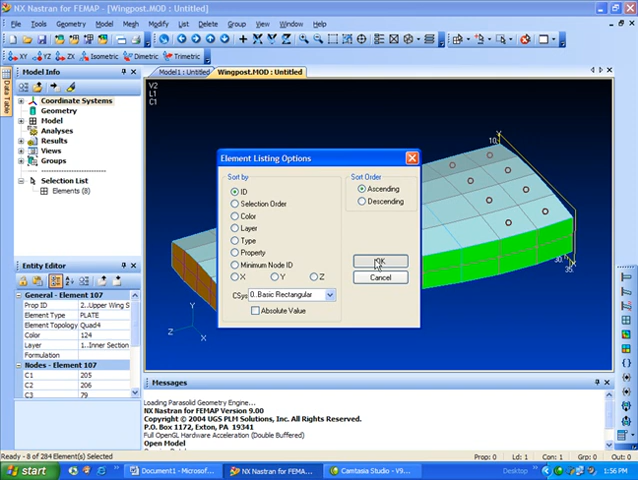 NX Nastran for FEMAP - Wingpost.MOD : Untitled
File Tools Geometry Mesh Modify List Delete Group View Window Help
XY Isometric Dimetric Trimetric
Model Info
Model1 : Untitled Wingpost.MOD : Untitled
Data Table
V2
L1
C1
Coordinate Systems
Geometry
Model
Analyses
Results
Views
Groups
Selection List
Elements (8)
Element Listing Options
Sort by
ID
Selection Order
Color
Layer
Type
Property
Minimum Node ID
X Y Z
CSys 0..Basic Rectangular
Absolute Value
Sort Order
Ascending
Descending
OK
Cancel
Y
10.
X
30.
35.
Y
Z
X
Entity Editor
General - Element 107
Prop ID 2..Upper Wing S
Element Type PLATE
Element Topology Quad4
Color 124
Layer 1..Inner Section
Formulation
Nodes - Element 107
C1 205
C2 206
C3 79
Messages
Loading Parasolid Geometry Engine...
NX Nastran for FEMAP Version 9.00
Copyright © 2004 UGS PLM Solutions, Inc. All Rights Reserved.
P.O. Box 1172, Exton, PA 19341
Full OpenGL Hardware Acceleration (Double Buffered)
Open Model
Ready - 8 of 284 Element(s) Selected Prop: 1 Ld: 1 Con: 1 Grp: 0 Out: 0
start Document1 - Microsof... NX Nastran for FEMA... Camtasia Studio - V9... Desktop 1:56 PM